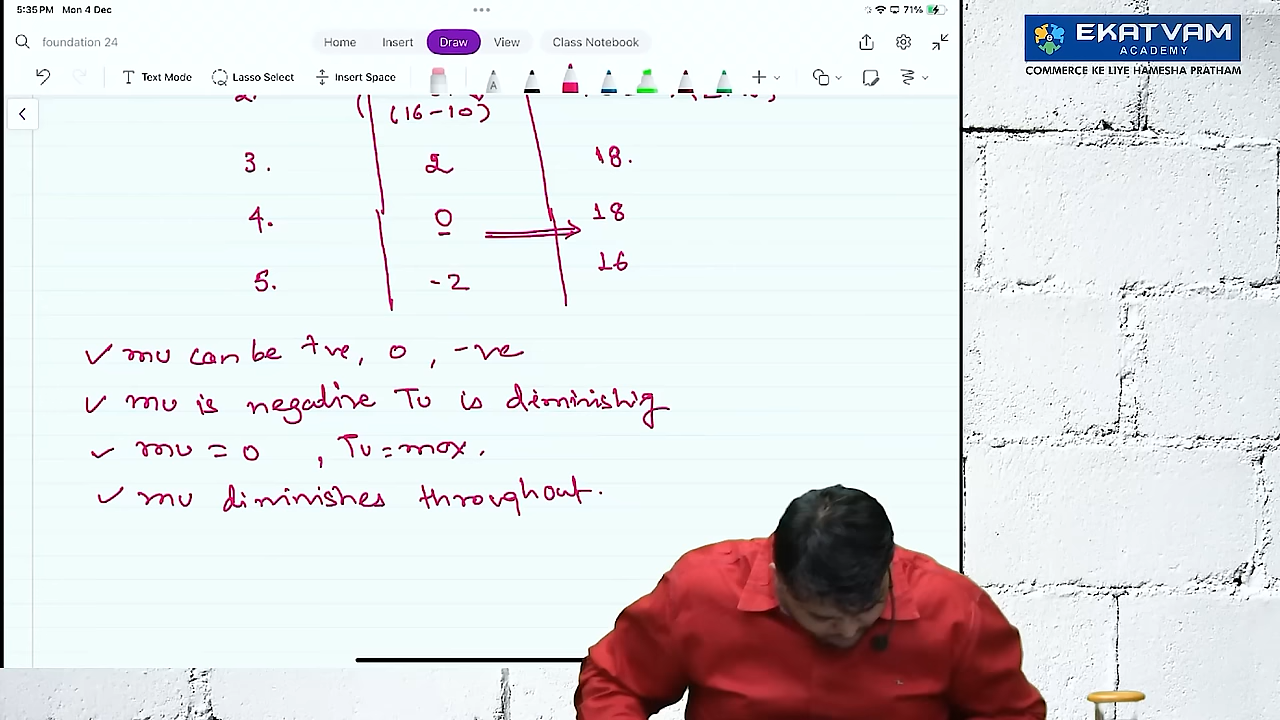 5:35 PM Mon 4 Dec
71%
foundation 24
Home Insert Draw View Class Notebook
Text Mode Lasso Select Insert Space
EKATVAM
ACADEMY
COMMERCE KE LIYE HAMESHA PRATHAM
2.
(16-10)
3. 2 18.
4. 0 18
5. -2 16
✓ mu can be +ve, 0, -ve
✓ mu is negative Tu is diminishig
✓ mu = 0, Tu = max.
✓ mu diminishes throughout.